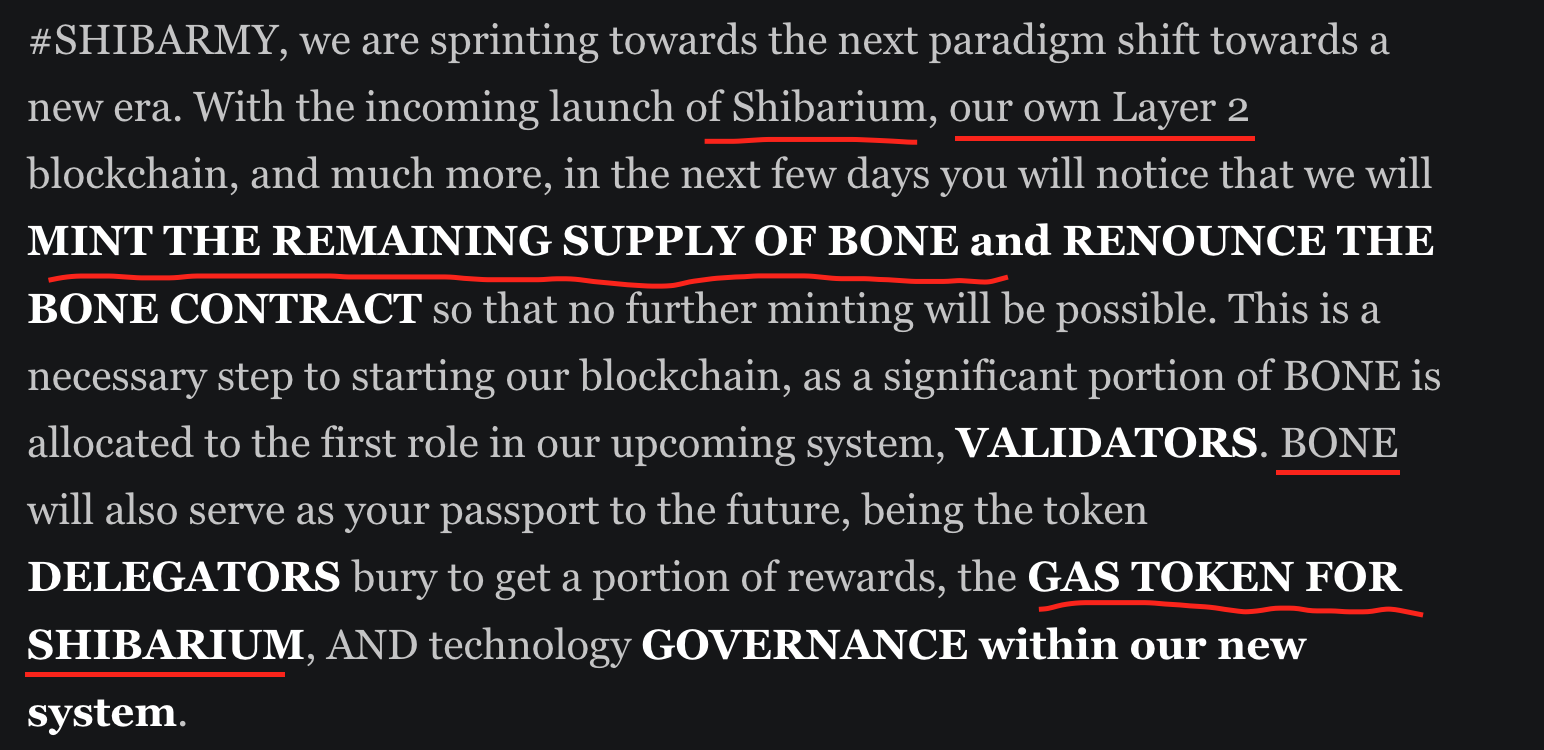 #SHIBARMY, we are sprinting towards the next paradigm shift towards a
new era. With the incoming launch of Shibarium, our own Layer 2
blockchain, and much more, in the next few days you will notice that we will
MINT THE REMAINING SUPPLY OF BONE and RENOUNCE THE
BONE CONTRACT so that no further minting will be possible. This is a
necessary step to starting our blockchain, as a significant portion of BONE is
allocated to the first role in our upcoming system, VALIDATORS. BONE
will also serve as your passport to the future, being the token
DELEGATORS bury to get a portion of rewards, the GAS TOKEN FOR
SHIBARIUM, AND technology GOVERNANCE within our new
system.